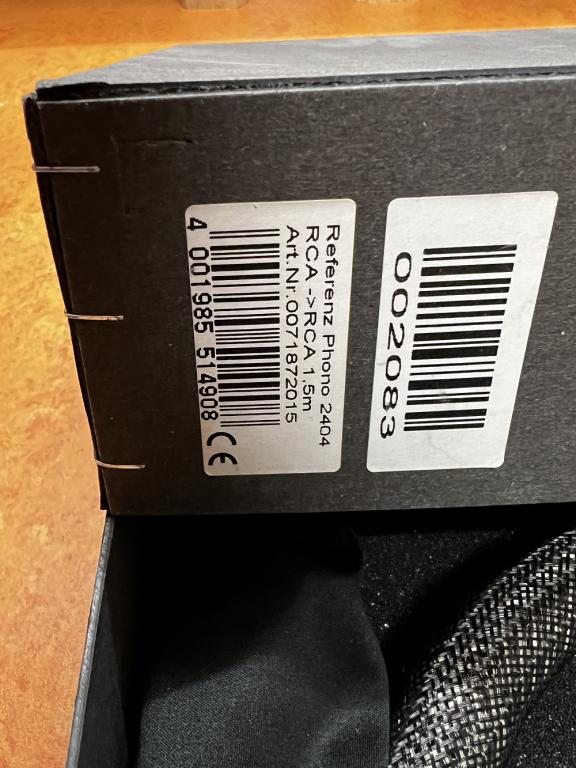 Referenz Phono 2404
RCA ->RCA 1,5m
Art.Nr.0071872015
4 001985 514908
CE
002083